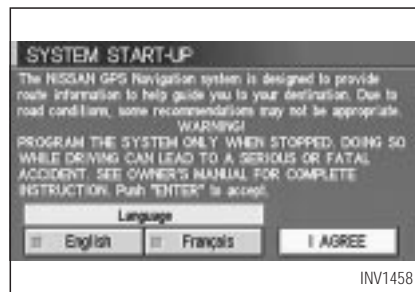 SYSTEM START-UP
The NISSAN GPS Navigation system is designed to provide
route information to help guide you to your destination. Due to
road conditions, some recommendations may not be appropriate.
WARNING!
PROGRAM THE SYSTEM ONLY WHEN STOPPED. DOING SO
WHILE DRIVING CAN LEAD TO A SERIOUS OR FATAL
ACCIDENT. SEE OWNER'S MANUAL FOR COMPLETE
INSTRUCTION. Push "ENTER" to accept.
Language
English
Français
I AGREE
INV1458